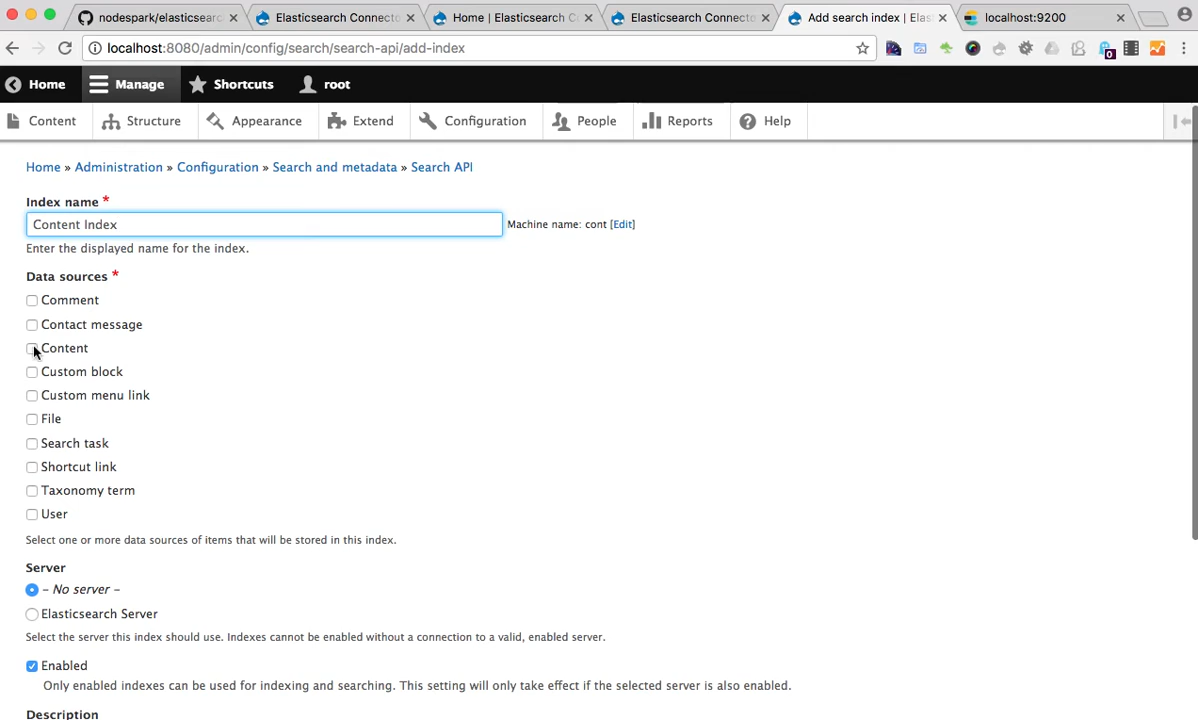 nodespark/elasticsearc
Elasticsearch Connecto
Home | Elasticsearch C
Elasticsearch Connecto
Add search index | Elas
localhost:9200
localhost:8080/admin/config/search/search-api/add-index
0
Home
Manage
Shortcuts
root
Content
Structure
Appearance
Extend
Configuration
People
Reports
Help
Home » Administration » Configuration » Search and metadata » Search API
Index name *
Content Index
Machine name: cont [Edit]
Enter the displayed name for the index.
Data sources *
Comment
Contact message
Content
Custom block
Custom menu link
File
Search task
Shortcut link
Taxonomy term
User
Select one or more data sources of items that will be stored in this index.
Server
- No server -
Elasticsearch Server
Select the server this index should use. Indexes cannot be enabled without a connection to a valid, enabled server.
Enabled
Only enabled indexes can be used for indexing and searching. This setting will only take effect if the selected server is also enabled.
Description